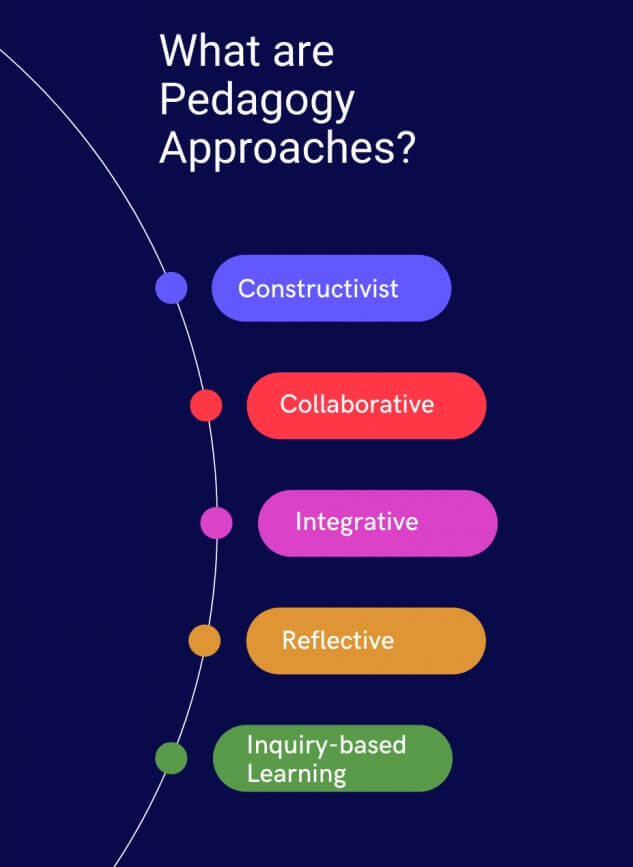 What are
Pedagogy
Approaches?
Constructivist
Collaborative
Integrative
Reflective
Inquiry-based
Learning